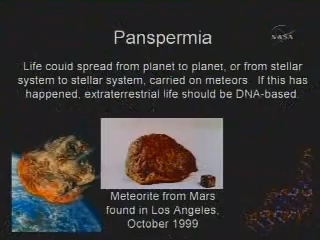 Panspermia
NASA
Life could spread from planet to planet, or from stellar
system to stellar system, carried on meteors. If this has
happened, extraterrestrial life should be DNA-based.
Meteorite from Mars
found in Los Angeles,
October 1999